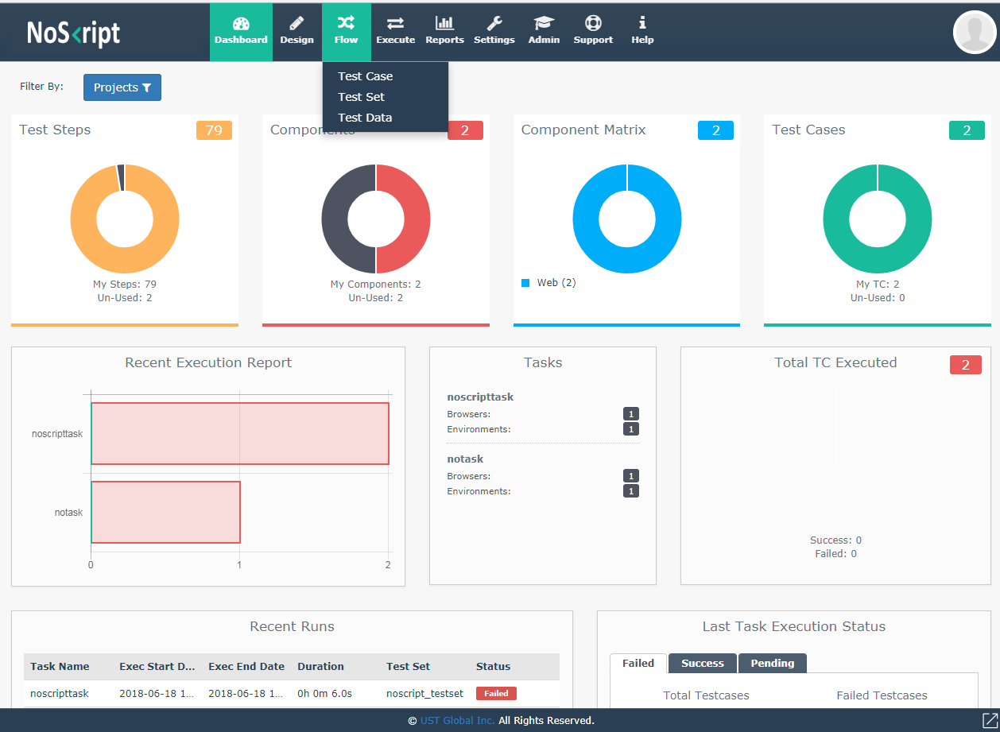 NoScript
Dashboard Design Flow Execute Reports Settings Admin Support Help
Test Case
Test Set
Test Data
Filter By:
Projects
Test Steps 79
My Steps: 79
Un-Used: 2
Components 2
My Components: 2
Un-Used: 2
Component Matrix 2
Web (2)
Test Cases 2
My TC: 2
Un-Used: 0
Recent Execution Report
noscripttask
notask
0 1 2
Tasks
noscripttask
Browsers: 1
Environments: 1
notask
Browsers: 1
Environments: 1
Total TC Executed 2
Success: 0
Failed: 0
Recent Runs
Task Name Exec Start D... Exec End Date Duration Test Set Status
noscripttask 2018-06-18 1... 2018-06-18 1... 0h 0m 6.0s noscript_testset Failed
Last Task Execution Status
Failed Success Pending
Total Testcases Failed Testcases
© UST Global Inc. All Rights Reserved.